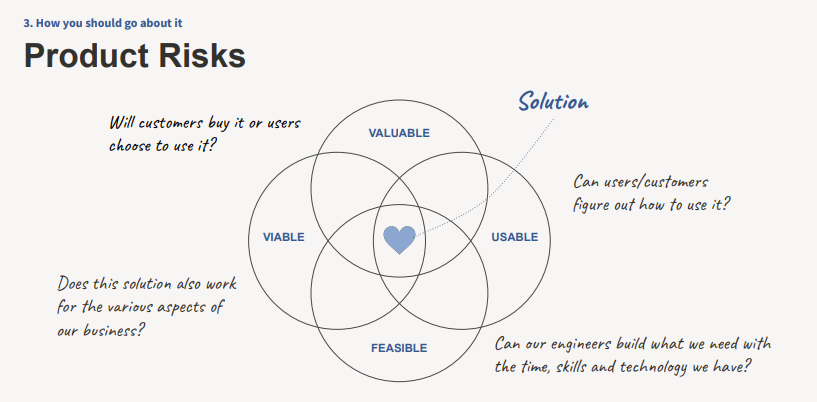 3. How you should go about it
Product Risks
Solution
Will customers buy it or users
choose to use it?
VALUABLE
Can users/customers
figure out how to use it?
VIABLE
USABLE
Does this solution also work
for the various aspects of
our business?
FEASIBLE
Can our engineers build what we need with
the time, skills and technology we have?